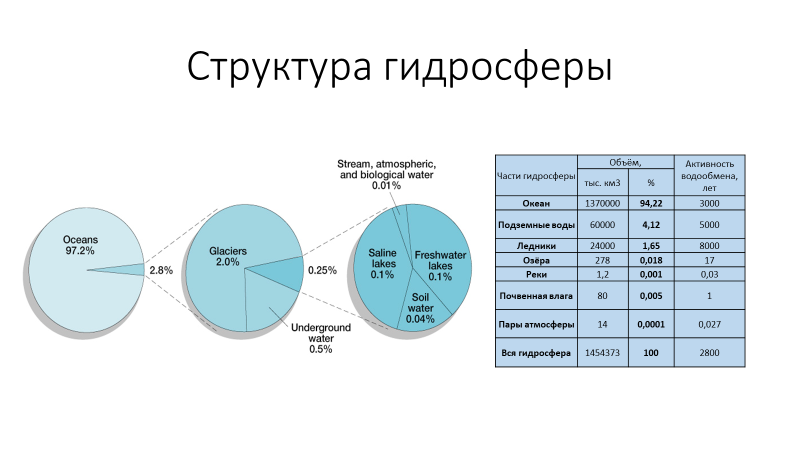 Структура гидросферы
Oceans
97.2%
2.8%
Glaciers
2.0%
0.25%
Underground
water
0.5%
Stream, atmospheric,
and biological water
0.01%
Saline
lakes
0.1%
Freshwater
lakes
0.1%
Soil
water
0.04%
Части гидросферы Объём, Активность водообмена, лет
тыс. км3 %
Океан 1370000 94,22 3000
Подземные воды 60000 4,12 5000
Ледники 24000 1,65 8000
Озёра 278 0,018 17
Реки 1,2 0,001 0,03
Почвенная влага 80 0,005 1
Пары атмосферы 14 0,0001 0,027
Вся гидросфера 1454373 100 2800